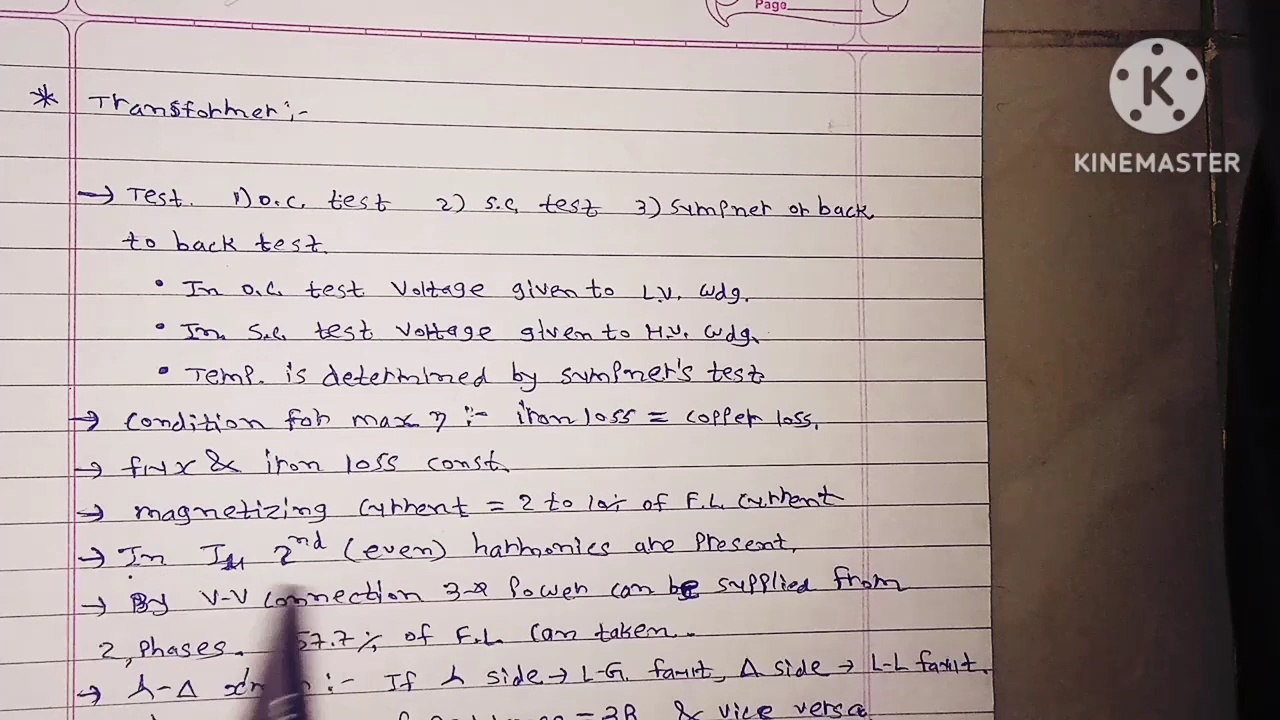 Page
* Transformer :-
KINEMASTER
→ Test. 1) O.C. test 2) S.C. test 3) Sumpner or back
to back test.
• In O.C. test voltage given to L.V. wdg.
• In S.C. test voltage given to H.V. wdg.
• Temp. is determined by sumpner's test
→ condition for max η :- iron loss = copper loss.
→ & iron loss const.
→ magnetizing current = 2 to 10% of F.L. current
→ In Iμ 2nd (even) harmonics are present.
→ By V-V connection 3-φ power can be supplied from
2, phases. 57.7% of F.L. can taken.
→ Y-Δ :- If Y side → L-G. fault, Δ side → L-L fault.
= 3R & vice versa